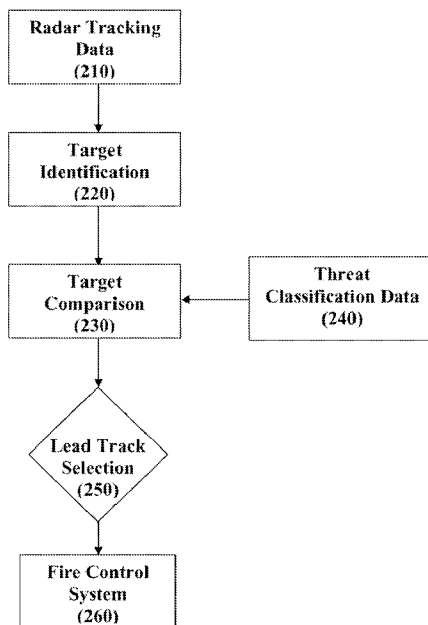 Radar Tracking
Data
(210)
Target
Identification
(220)
Target
Comparison
(230)
Threat
Classification Data
(240)
Lead Track
Selection
(250)
Fire Control
System
(260)